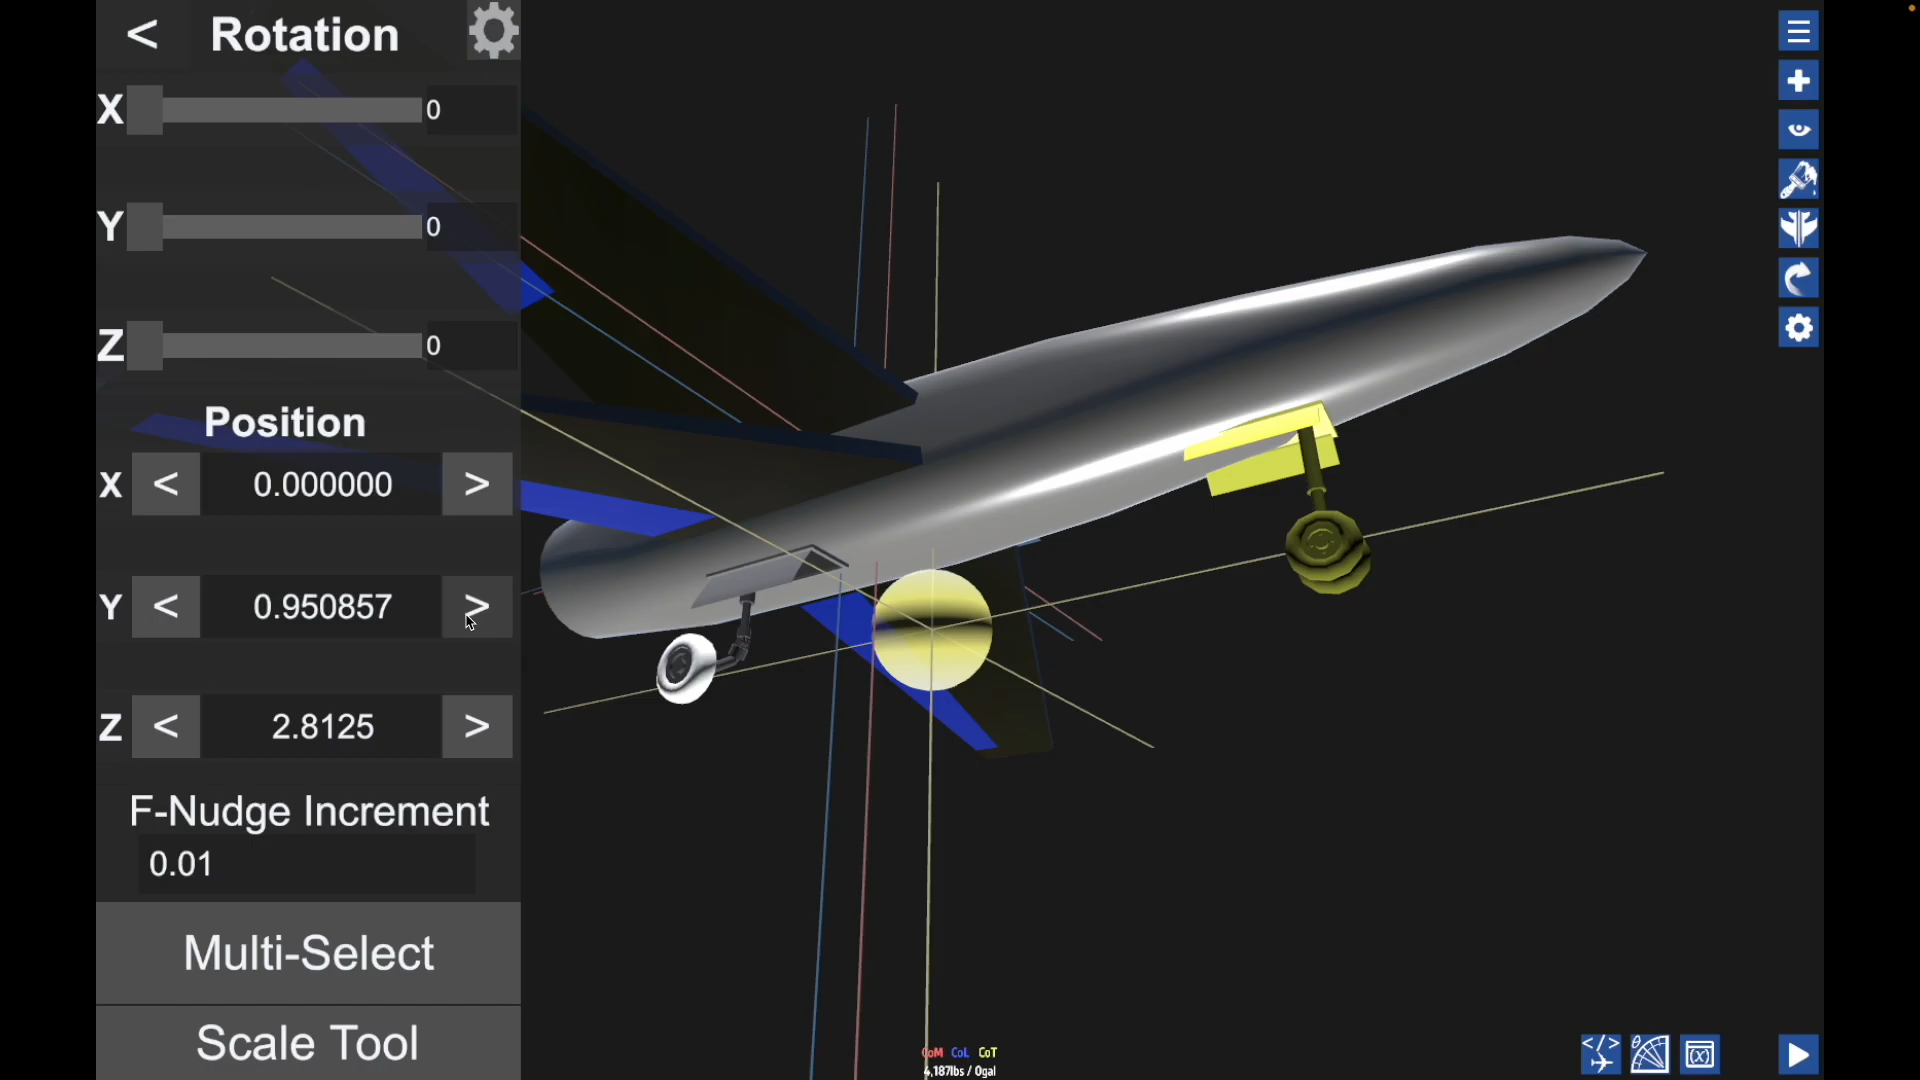 < Rotation
X 0
Y 0
Z 0
Position
X < 0.000000 >
Y < 0.950857 >
Z < 2.8125 >
F-Nudge Increment
0.01
Multi-Select
Scale Tool
CoM CoL CoT
4,187lbs / 0gal
</> θ (x)